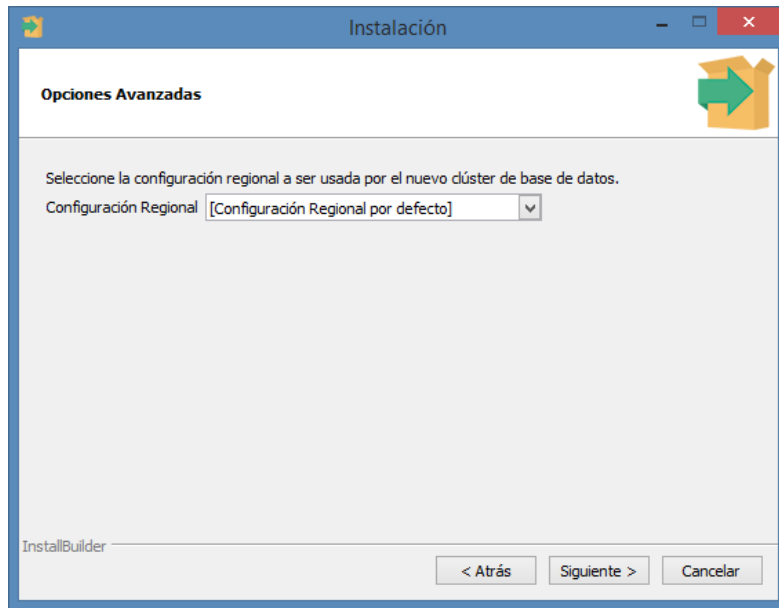 Instalación
Opciones Avanzadas
Seleccione la configuración regional a ser usada por el nuevo clúster de base de datos.
Configuración Regional [Configuración Regional por defecto]
InstallBuilder
< Atrás Siguiente > Cancelar